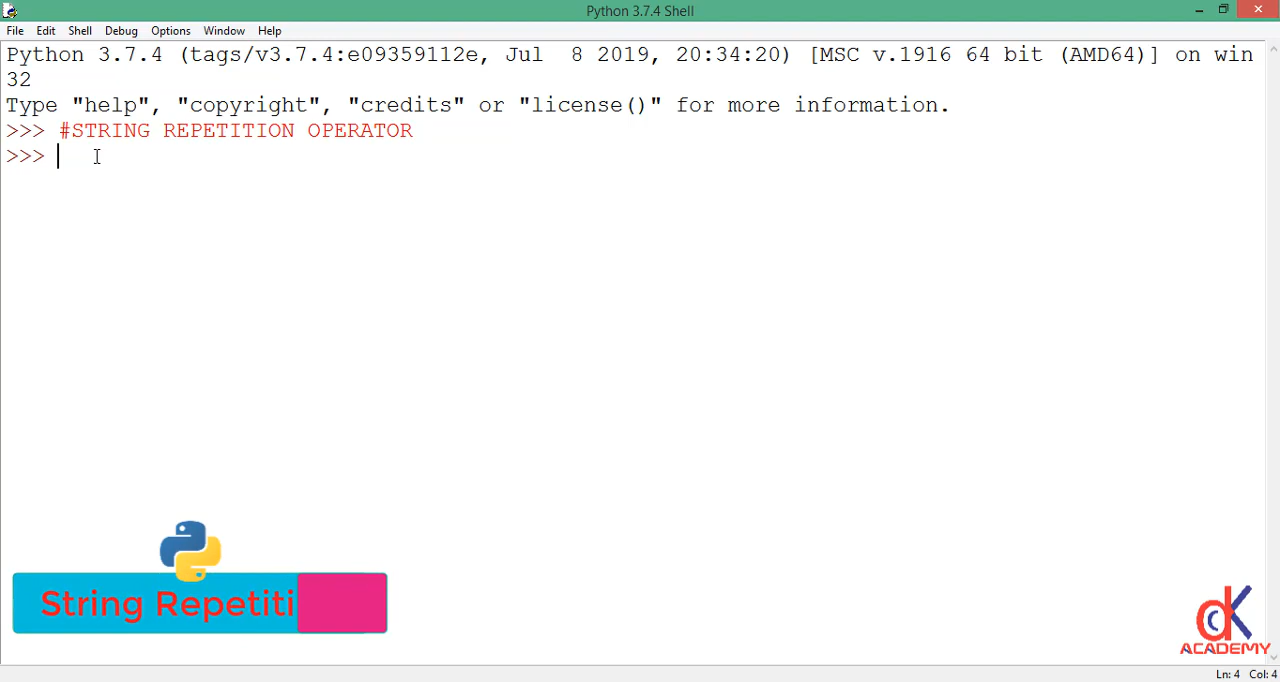 Python 3.7.4 Shell
File Edit Shell Debug Options Window Help
Python 3.7.4 (tags/v3.7.4:e09359112e, Jul  8 2019, 20:34:20) [MSC v.1916 64 bit (AMD64)] on win
32
Type "help", "copyright", "credits" or "license()" for more information.
>>> #STRING REPETITION OPERATOR
>>>
String Repetiti
dK
ACADEMY
Ln: 4 Col: 4